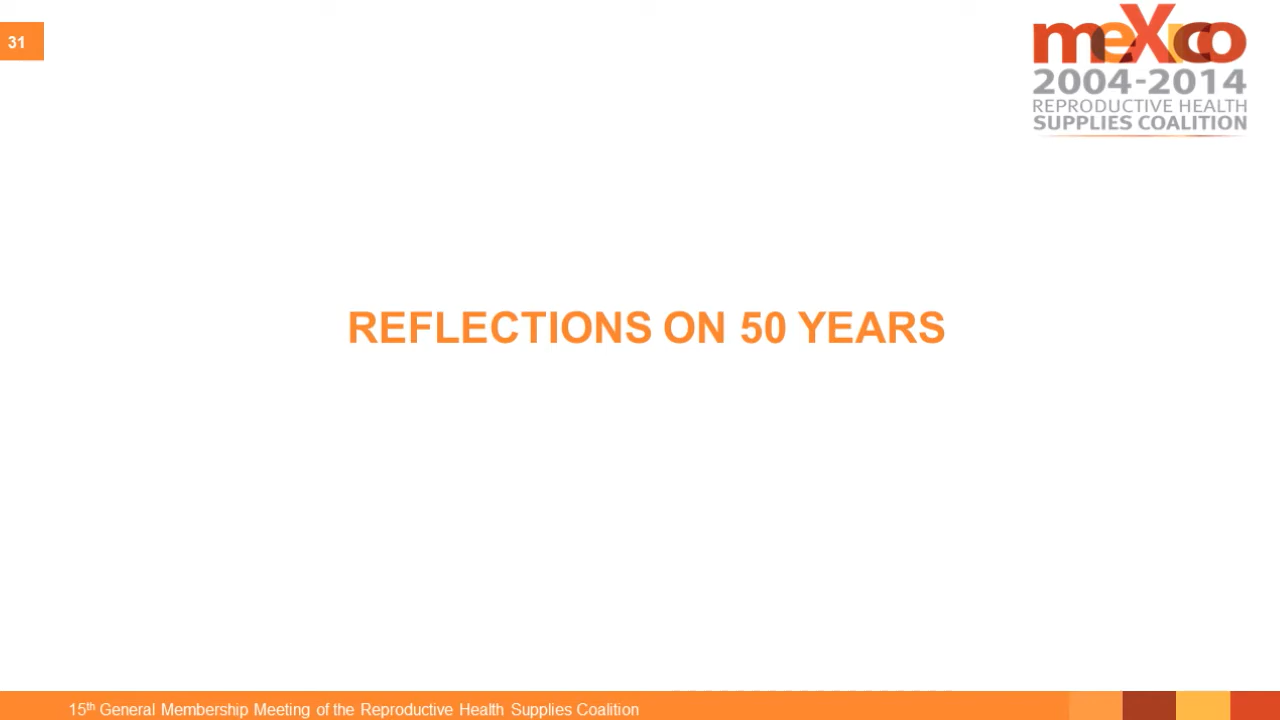 31
meXico
2004-2014
REPRODUCTIVE HEALTH
SUPPLIES COALITION
REFLECTIONS ON 50 YEARS
15th General Membership Meeting of the Reproductive Health Supplies Coalition